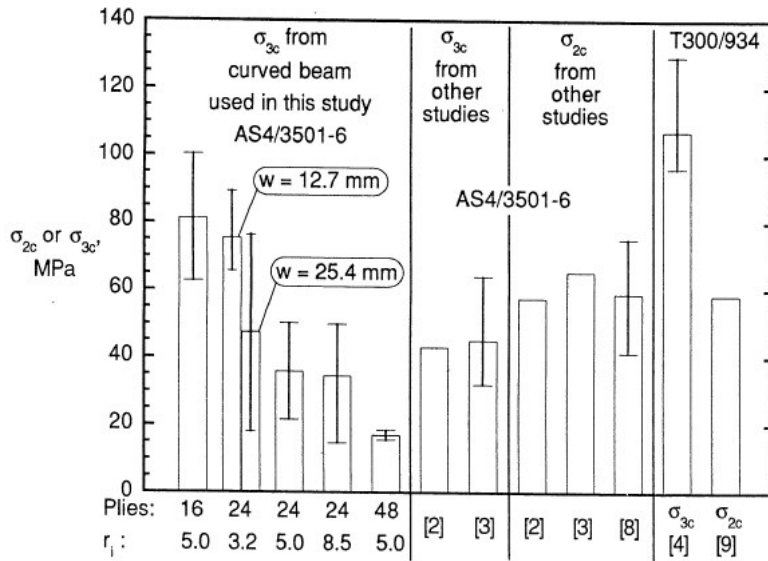 140
120
100
80
60
40
20
0
σ2c or σ3c,
MPa
σ3c from
curved beam
used in this study
AS4/3501-6
w = 12.7 mm
w = 25.4 mm
σ3c
from
other
studies
σ2c
from
other
studies
AS4/3501-6
T300/934
Plies: 16 24 24 24 48
ri : 5.0 3.2 5.0 8.5 5.0
[2] [3] [2] [3] [8]
σ3c σ2c
[4] [9]